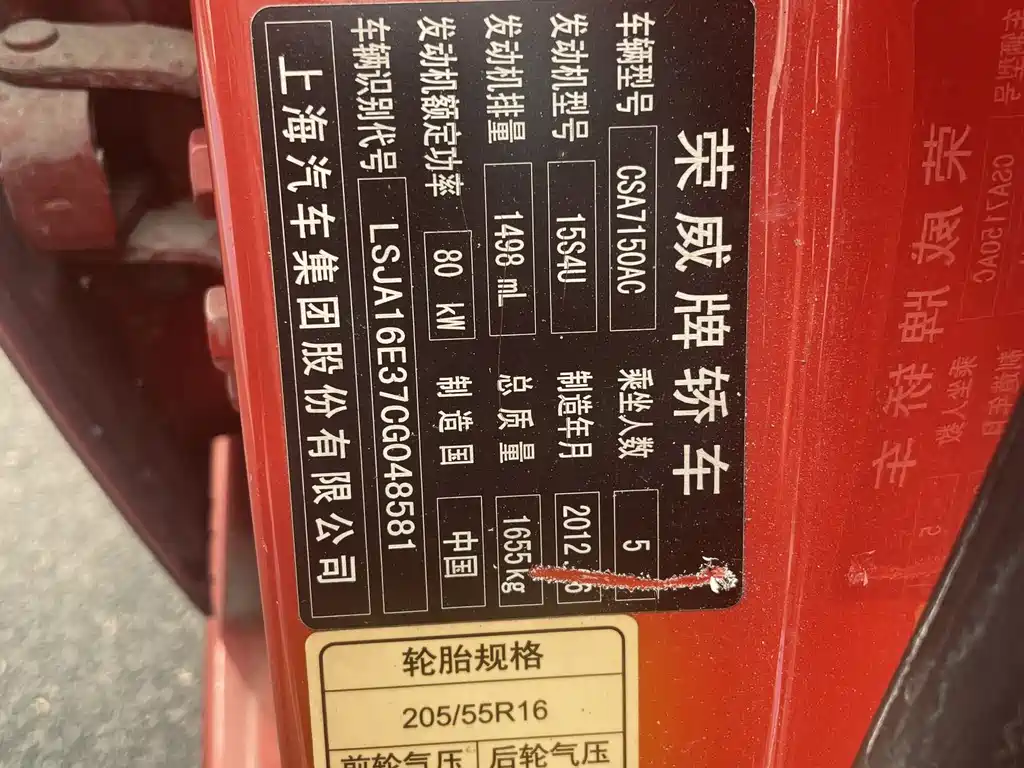 荣威牌轿车
车辆型号 CSA7150AC 乘坐人数 5
发动机型号 15S4U 制造年月 2012. 6
发动机排量 1498 mL 总质量 1655 kg
发动机额定功率 80 kW 制造国 中国
车辆识别代号 LSJA16E37CG048581
上海汽车集团股份有限公司
轮胎规格
205/55R16
前轮气压 后轮气压